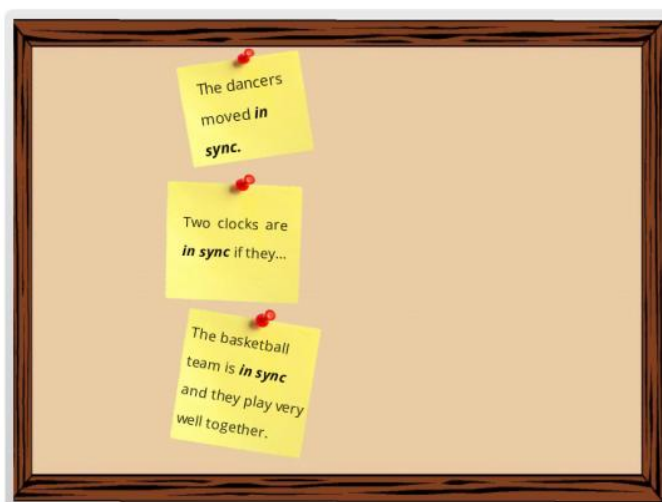 The dancers
moved in
sync.
Two clocks are
in sync if they...
The basketball
team is in sync
and they play very
well together.